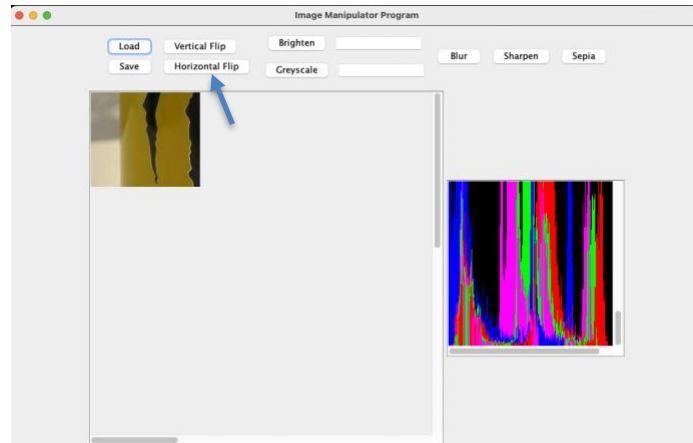 Image Manipulator Program
Load Vertical Flip Brighten
Blur Sharpen Sepia
Save Horizontal Flip Greyscale